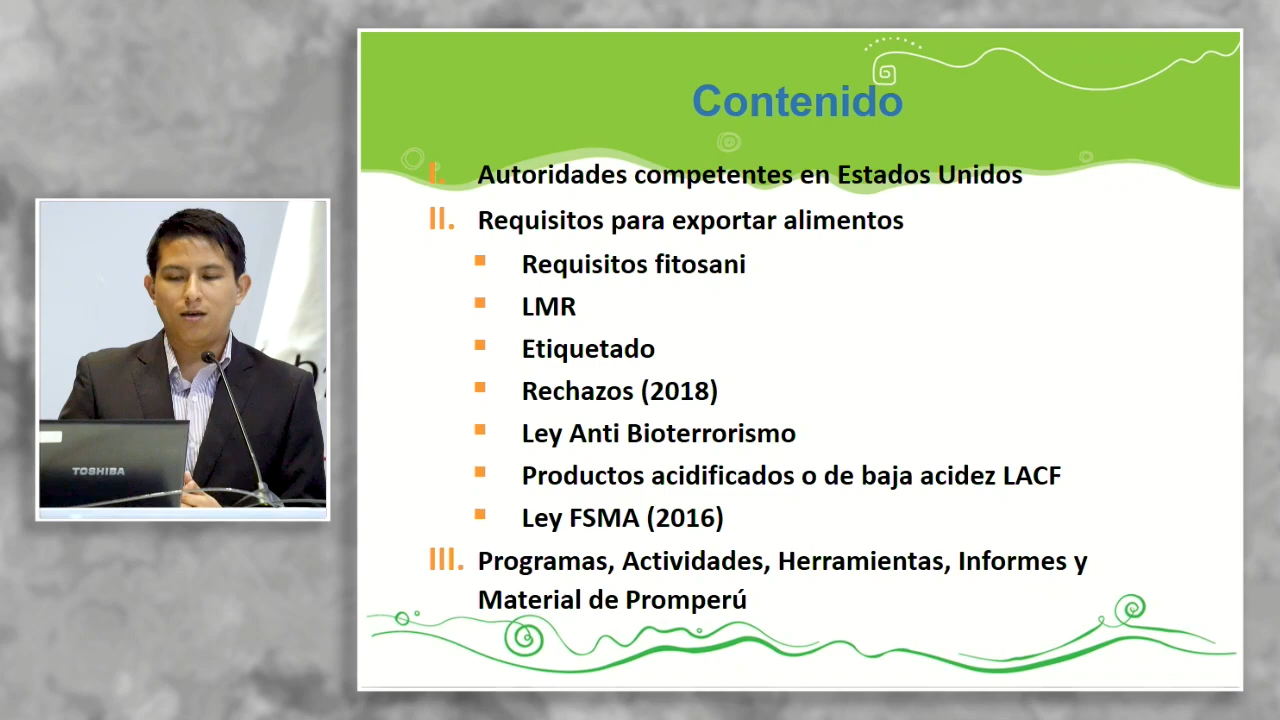 Contenido
I. Autoridades competentes en Estados Unidos
II. Requisitos para exportar alimentos
Requisitos fitosani
LMR
Etiquetado
Rechazos (2018)
Ley Anti Bioterrorismo
Productos acidificados o de baja acidez LACF
Ley FSMA (2016)
III. Programas, Actividades, Herramientas, Informes y
Material de Promperú
TOSHIBA